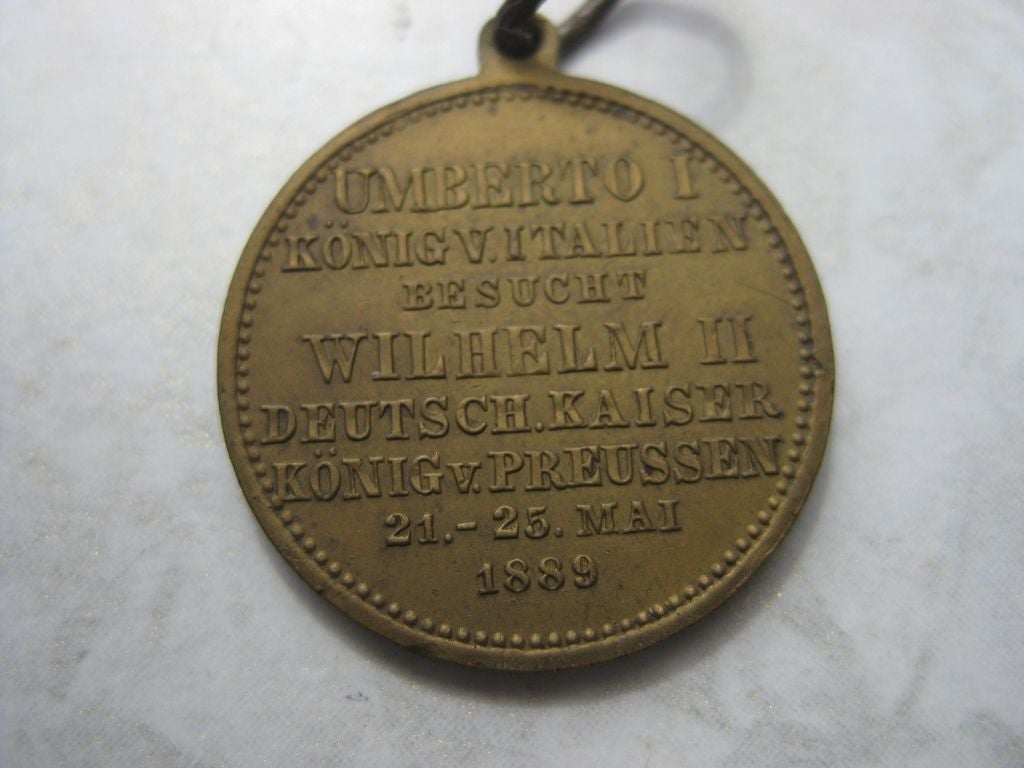 UMBERTO I
KÖNIG V. ITALIEN
BESUCHT
WILHELM II
DEUTSCH. KAISER
KÖNIG v. PREUSSEN
21.- 25. MAI
1889